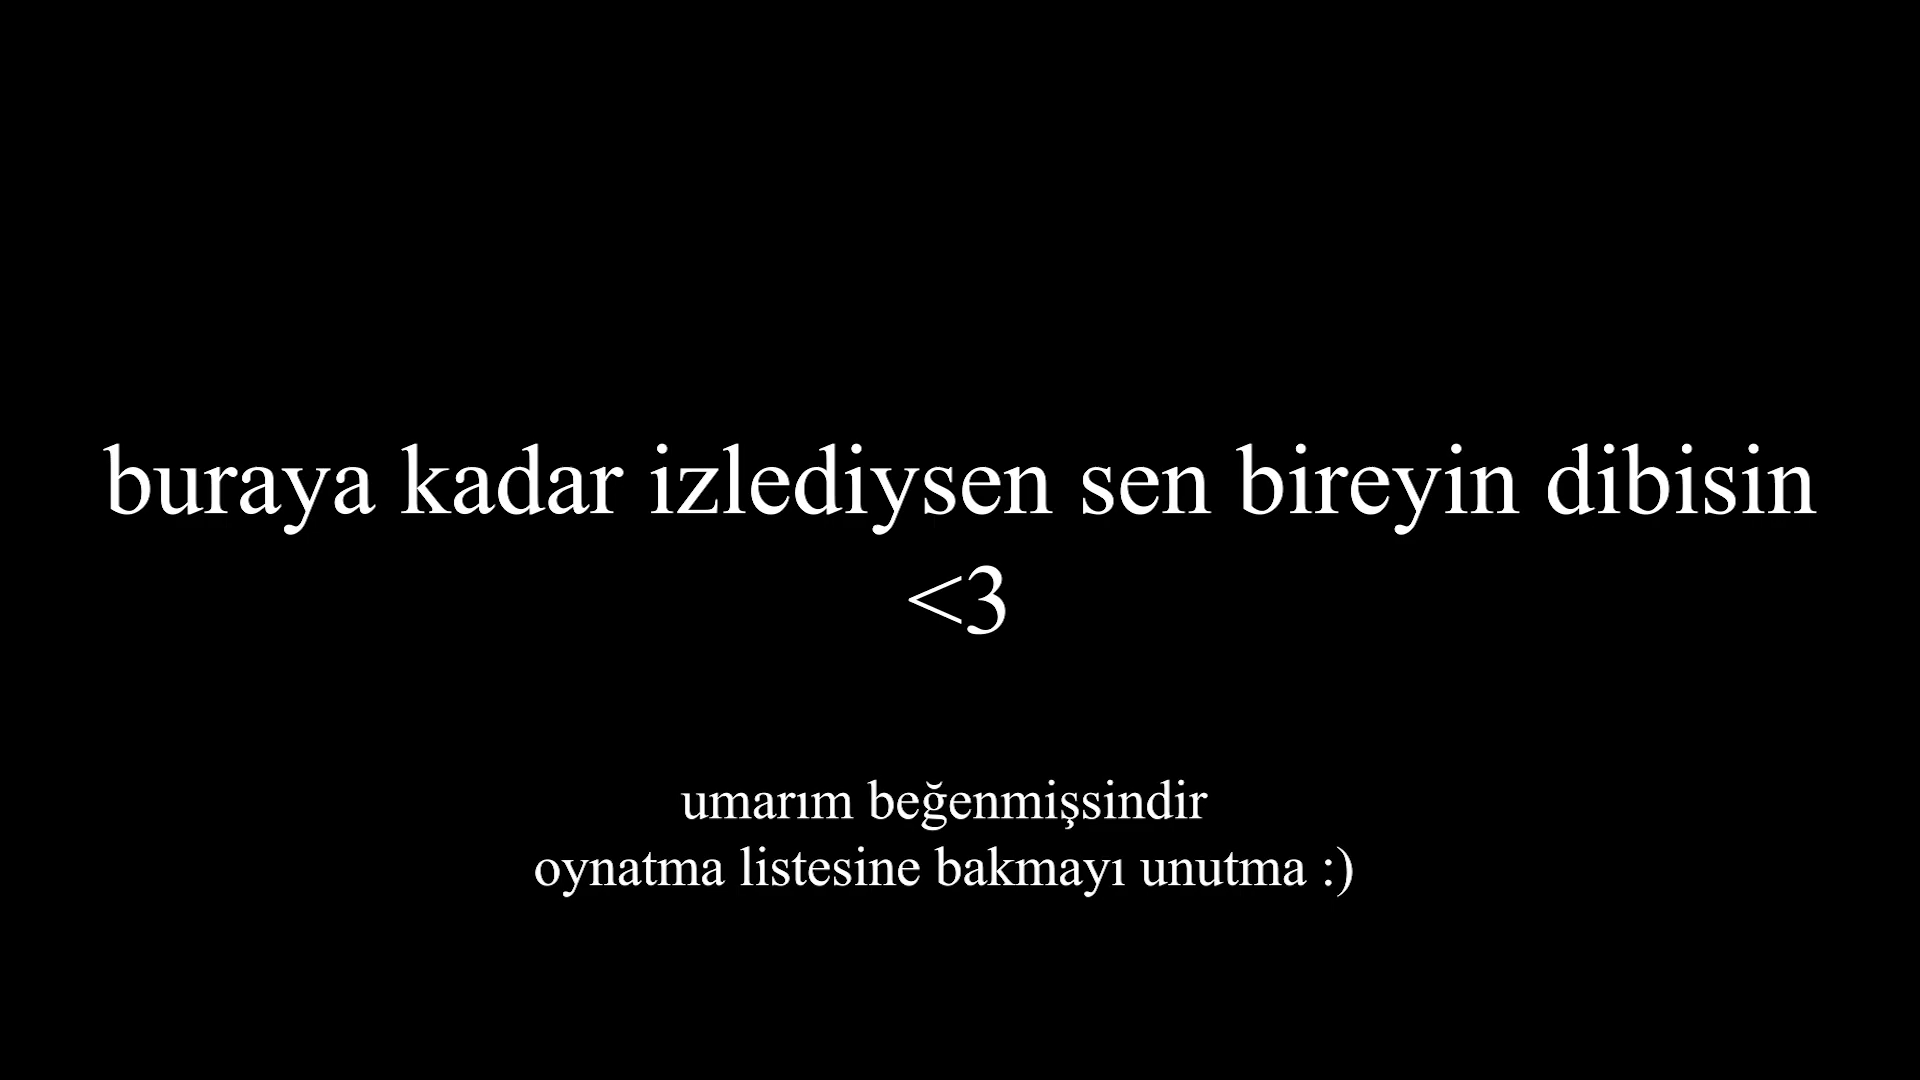 buraya kadar izlediysen sen bireyin dibisin
<3
umarım beğenmişsindir
oynatma listesine bakmayı unutma :)